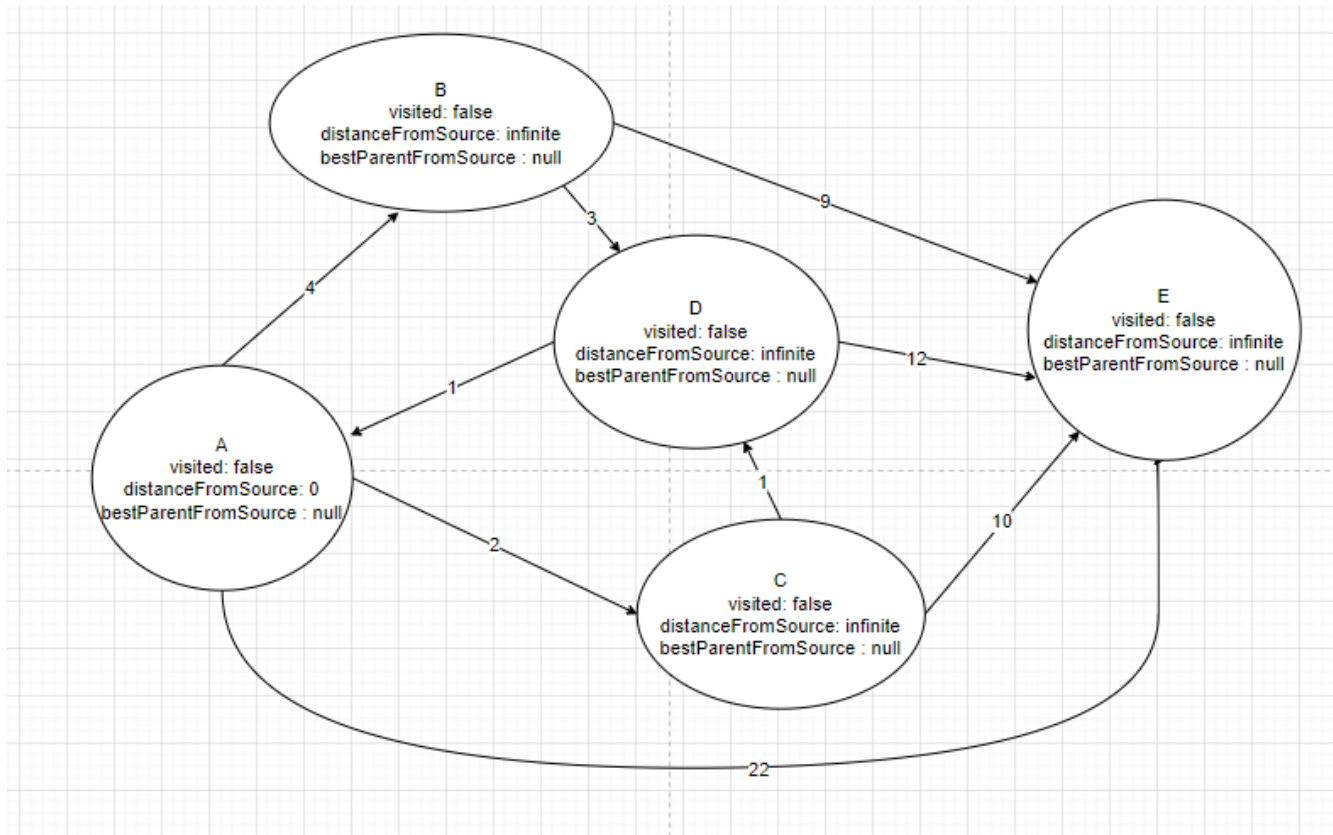 B
visited: false
distanceFromSource: infinite
bestParentFromSource : null
9
3
4
D
visited: false
distanceFromSource: infinite
bestParentFromSource : null
E
visited: false
distanceFromSource: infinite
bestParentFromSource : null
12
1
A
visited: false
distanceFromSource: 0
bestParentFromSource : null
1
10
2
C
visited: false
distanceFromSource: infinite
bestParentFromSource : null
22